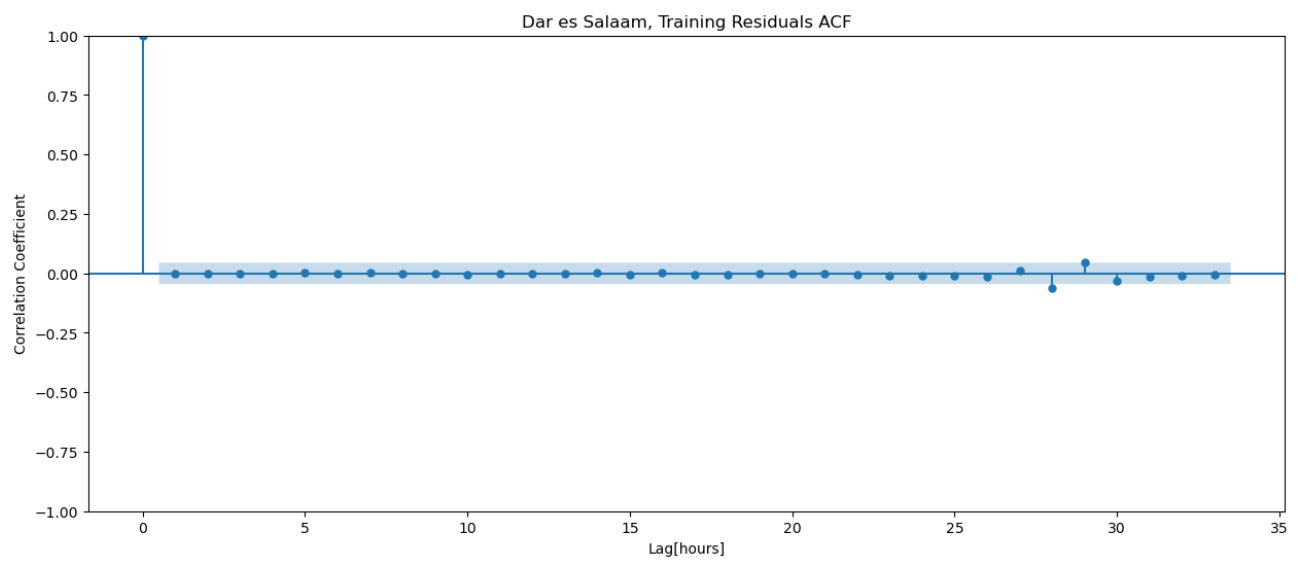 Dar es Salaam, Training Residuals ACF
1.00
0.75
0.50
0.25
0.00
−0.25
−0.50
−0.75
−1.00
Correlation Coefficient
0 5 10 15 20 25 30 35
Lag[hours]